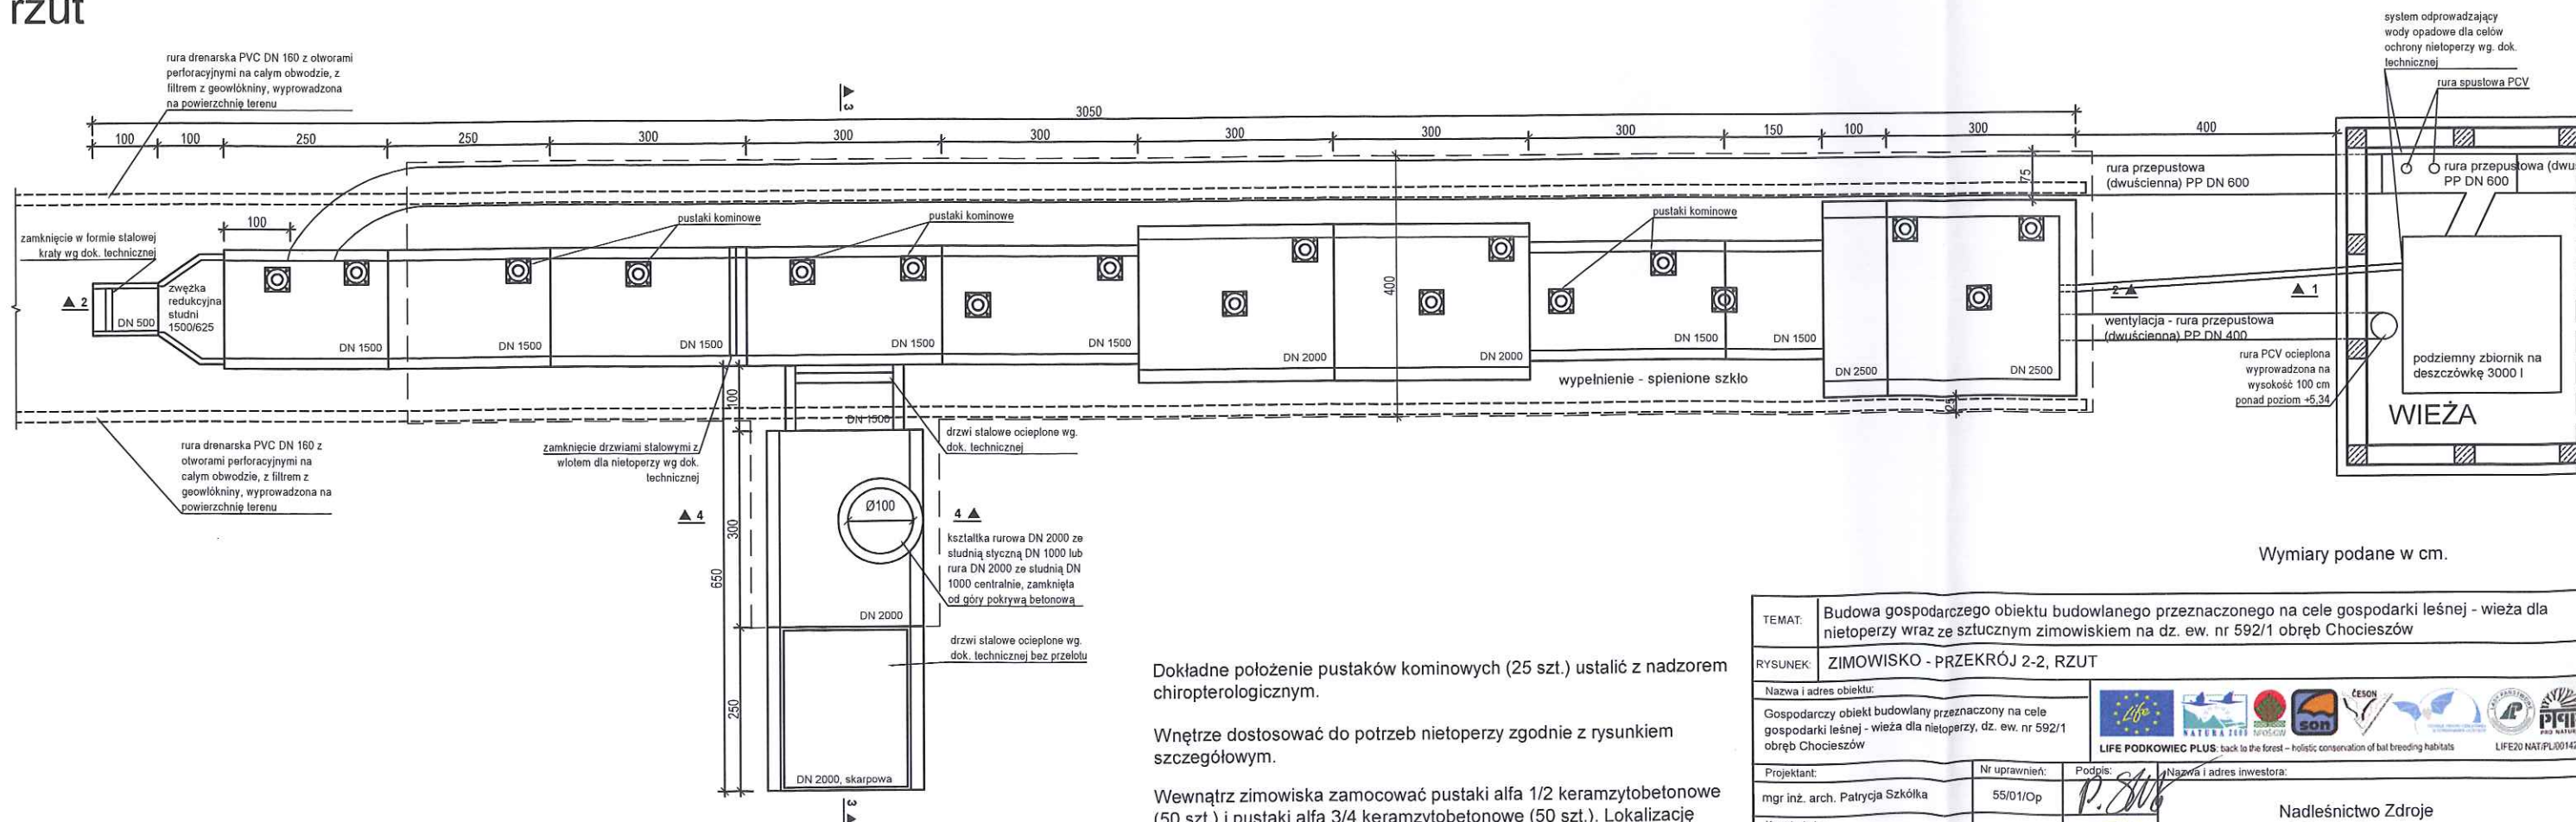 rzut
rura drenarska PVC DN 160 z otworami
perforacyjnymi na całym obwodzie, z
filtrem z geowłókniny, wyprowadzona
na powierzchnię terenu
system odprowadzający
wody opadowe dla celów
ochrony nietoperzy wg. dok.
technicznej
rura spustowa PCV
3
3050
100
100
250
250
300
300
300
300
300
300
150
100
300
400
rura przepustowa
(dwuścienna) PP DN 600
rura przepustowa (dwu
PP DN 600
75
100
pustaki kominowe
pustaki kominowe
pustaki kominowe
zamknięcie w formie stalowej
kraty wg dok. technicznej
zwężka
redukcyjna
studni
1500/625
2
DN 500
400
2
1
DN 1500
DN 1500
DN 1500
DN 1500
DN 1500
DN 2000
DN 2000
DN 1500
DN 1500
DN 2500
DN 2500
wentylacja - rura przepustowa
(dwuścienna) PP DN 400
rura PCV ocieplona
wyprowadzona na
wysokość 100 cm
ponad poziom +5,34
podziemny zbiornik na
deszczówkę 3000 l
WIEŻA
wypełnienie - spienione szkło
100
DN 1500
rura drenarska PVC DN 160 z
otworami perforacyjnymi na
całym obwodzie, z filtrem z
geowłókniny, wyprowadzona na
powierzchnię terenu
zamknięcie drzwiami stalowymi z
wlotem dla nietoperzy wg dok.
technicznej
drzwi stalowe ocieplone wg.
dok. technicznej
4
Ø100
4
300
650
kształtka rurowa DN 2000 ze
studnią styczną DN 1000 lub
rura DN 2000 ze studnią DN
1000 centralnie, zamknięta
od góry pokrywą betonową
DN 2000
drzwi stalowe ocieplone wg.
dok. technicznej bez przelotu
250
DN 2000, skarpowa
3
Wymiary podane w cm.
Dokładne położenie pustaków kominowych (25 szt.) ustalić z nadzorem
chiropterologicznym.
Wnętrze dostosować do potrzeb nietoperzy zgodnie z rysunkiem
szczegółowym.
Wewnątrz zimowiska zamocować pustaki alfa 1/2 keramzytobetonowe
(50 szt.) i pustaki alfa 3/4 keramzytobetonowe (50 szt.). Lokalizację
TEMAT:
Budowa gospodarczego obiektu budowlanego przeznaczonego na cele gospodarki leśnej - wieża dla
nietoperzy wraz ze sztucznym zimowiskiem na dz. ew. nr 592/1 obręb Chocieszów
RYSUNEK:
ZIMOWISKO - PRZEKRÓJ 2-2, RZUT
Nazwa i adres obiektu:
Gospodarczy obiekt budowlany przeznaczony na cele
gospodarki leśnej - wieża dla nietoperzy, dz. ew. nr 592/1
obręb Chocieszów
Life
NATURA 2000
NFOŚiGW
son
ČESON
PRO NATURA
LIFE PODKOWIEC PLUS: back to the forest – holistic conservation of bat breeding habitats
LIFE20 NAT/PL/00142
Projektant:
Nr uprawnień:
Podpis:
Nazwa i adres inwestora:
mgr inż. arch. Patrycja Szkółka
55/01/Op
Nadleśnictwo Zdroje